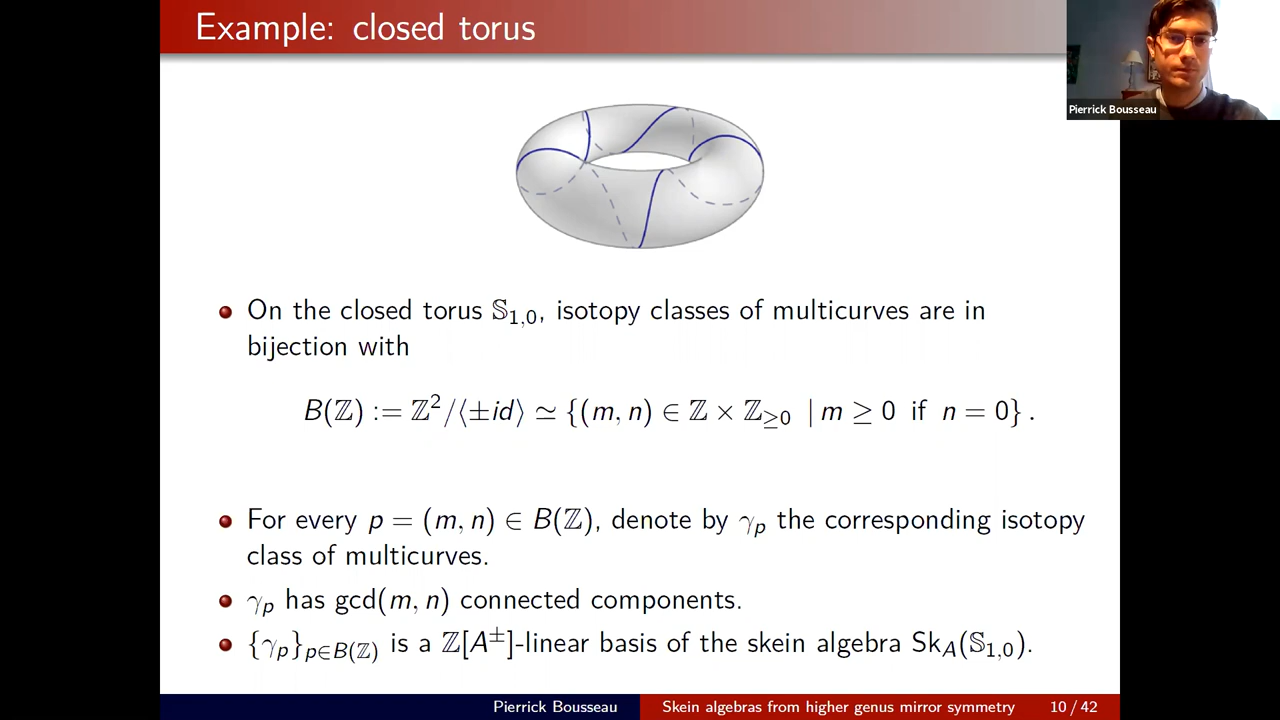 Example: closed torus
Pierrick Bousseau
On the closed torus 𝕊₁,₀, isotopy classes of multicurves are in
bijection with
B(ℤ) := ℤ²/⟨±id⟩ ≃ {(m, n) ∈ ℤ × ℤ≥0 | m ≥ 0 if n = 0} .
For every p = (m, n) ∈ B(ℤ), denote by γₚ the corresponding isotopy
class of multicurves.
γₚ has gcd(m, n) connected components.
{γₚ}p∈B(ℤ) is a ℤ[A±]-linear basis of the skein algebra Sk_A(𝕊₁,₀).
Pierrick Bousseau Skein algebras from higher genus mirror symmetry 10 / 42